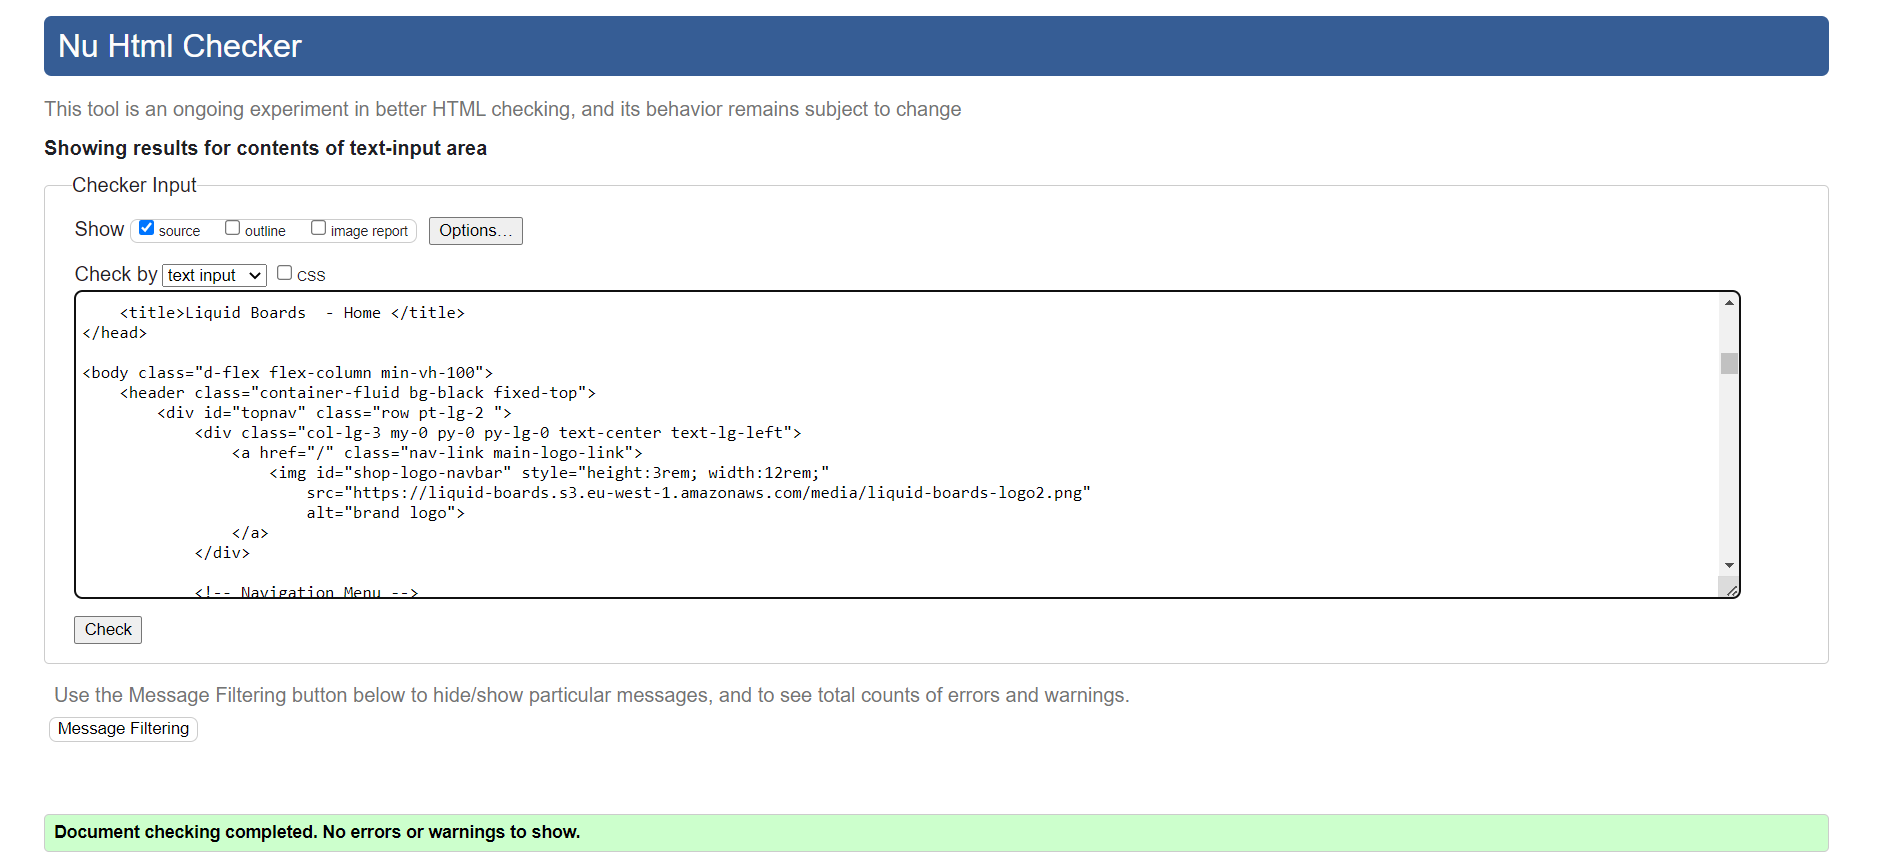 Nu Html Checker
This tool is an ongoing experiment in better HTML checking, and its behavior remains subject to change
Showing results for contents of text-input area
Checker Input
Show source outline image report Options...
Check by text input CSS
<title>Liquid Boards  - Home </title>
</head>
<body class="d-flex flex-column min-vh-100">
<header class="container-fluid bg-black fixed-top">
<div id="topnav" class="row pt-lg-2 ">
<div class="col-lg-3 my-0 py-0 py-lg-0 text-center text-lg-left">
<a href="/" class="nav-link main-logo-link">
<img id="shop-logo-navbar" style="height:3rem; width:12rem;"
src="https://liquid-boards.s3.eu-west-1.amazonaws.com/media/liquid-boards-logo2.png"
alt="brand logo">
</a>
</div>
<!-- Navigation Menu -->
Check
Use the Message Filtering button below to hide/show particular messages, and to see total counts of errors and warnings.
Message Filtering
Document checking completed. No errors or warnings to show.